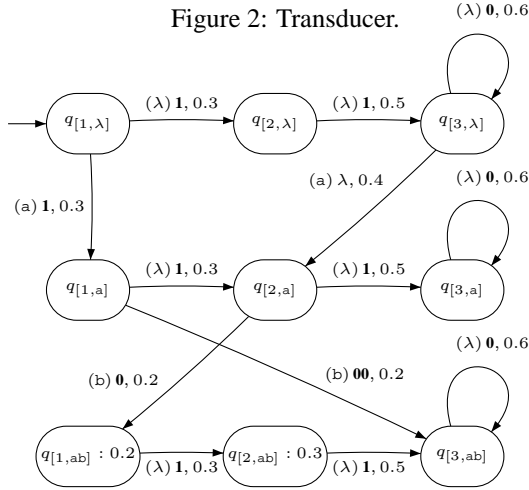 Figure 2: Transducer.
(λ) 0, 0.6
q[1,λ]
(λ) 1, 0.3
q[2,λ]
(λ) 1, 0.5
q[3,λ]
(a) 1, 0.3
(a) λ, 0.4
(λ) 0, 0.6
q[1,a]
(λ) 1, 0.3
q[2,a]
(λ) 1, 0.5
q[3,a]
(b) 0, 0.2
(b) 00, 0.2
(λ) 0, 0.6
q[1,ab] : 0.2
(λ) 1, 0.3
q[2,ab] : 0.3
(λ) 1, 0.5
q[3,ab]